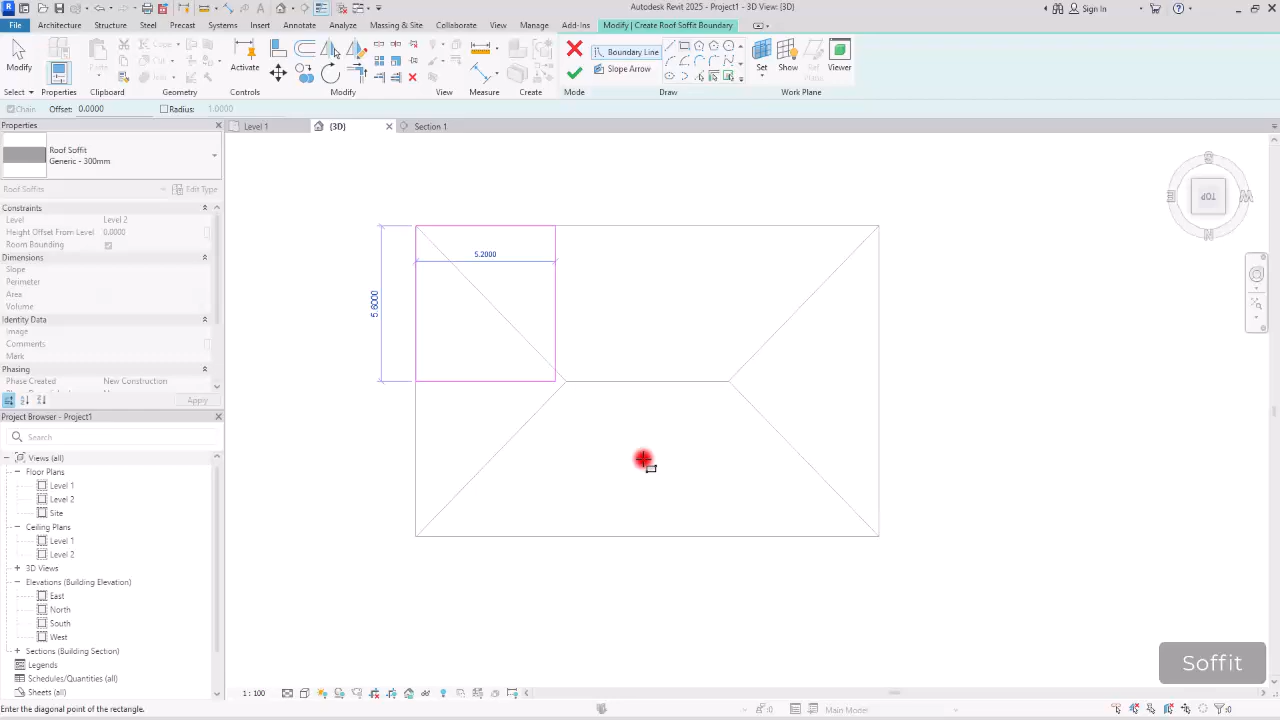 Autodesk Revit 2025 - Project1 - 3D View: {3D}
Sign In
File Architecture Structure Steel Precast Systems Insert Annotate Analyze Massing & Site Collaborate View Manage Add-Ins Modify | Create Roof Soffit Boundary
Modify
Paste
Cope
Cut
Join
Activate
Set
Show
Ref Plane
Viewer
Boundary Line
Slope Arrow
Select Properties Clipboard Geometry Controls Modify View Measure Create Mode Draw Work Plane
Chain Offset: 0.0000 Radius: 1.0000
Properties
Level 1
(3D)
Section 1
Roof Soffit
Generic - 300mm
Roof Soffits
Edit Type
Constraints
Level Level 2
Height Offset From Level 0.0000
Room Bounding
Dimensions
Slope
Perimeter
Area
Volume
Identity Data
Image
Comments
Mark
Phasing
Phase Created New Construction
Apply
Project Browser - Project1
Search
Views (all)
Floor Plans
Level 1
Level 2
Site
Ceiling Plans
Level 1
Level 2
3D Views
Elevations (Building Elevation)
East
North
South
West
Sections (Building Section)
Legends
Schedules/Quantities (all)
Sheets (all)
5.2000
5.6000
S
E
TOP
W
N
Soffit
1 : 100
Enter the diagonal point of the rectangle.
:0
Main Model
:0